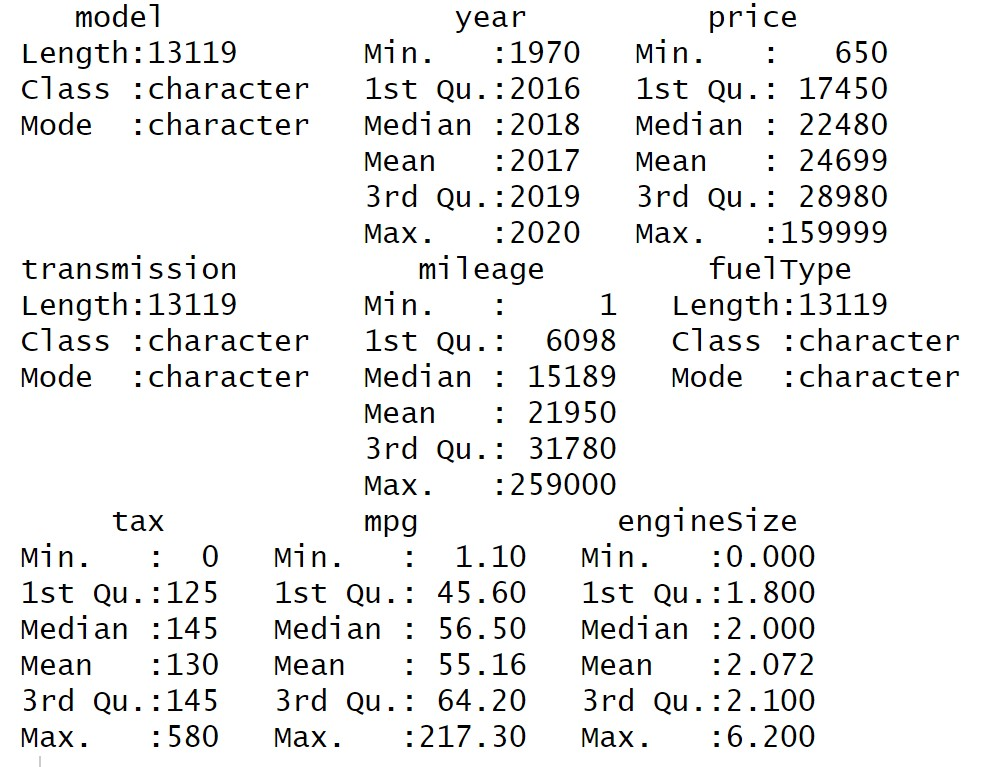 model year price
Length:13119 Min. :1970 Min. : 650
Class :character 1st Qu.:2016 1st Qu.: 17450
Mode :character Median :2018 Median : 22480
Mean :2017 Mean : 24699
3rd Qu.:2019 3rd Qu.: 28980
Max. :2020 Max. :159999
transmission mileage fuelType
Length:13119 Min. : 1 Length:13119
Class :character 1st Qu.: 6098 Class :character
Mode :character Median : 15189 Mode :character
Mean : 21950
3rd Qu.: 31780
Max. :259000
tax mpg engineSize
Min. : 0 Min. : 1.10 Min. :0.000
1st Qu.:125 1st Qu.: 45.60 1st Qu.:1.800
Median :145 Median : 56.50 Median :2.000
Mean :130 Mean : 55.16 Mean :2.072
3rd Qu.:145 3rd Qu.: 64.20 3rd Qu.:2.100
Max. :580 Max. :217.30 Max. :6.200